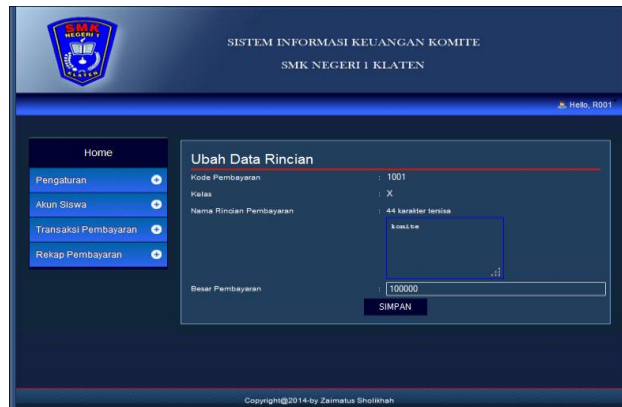 SMK
NEGERI 1
KLATEN
SISTEM INFORMASI KEUANGAN KOMITE
SMK NEGERI 1 KLATEN
Hello, R001
Home
Pengaturan
Akun Siswa
Transaksi Pembayaran
Rekap Pembayaran
Ubah Data Rincian
Kode Pembayaran : 1001
Kelas : X
Nama Rincian Pembayaran : 44 karakter tersisa
komite
Besar Pembayaran : 100000
SIMPAN
Copyright@2014-by Zaimatus Sholikhah